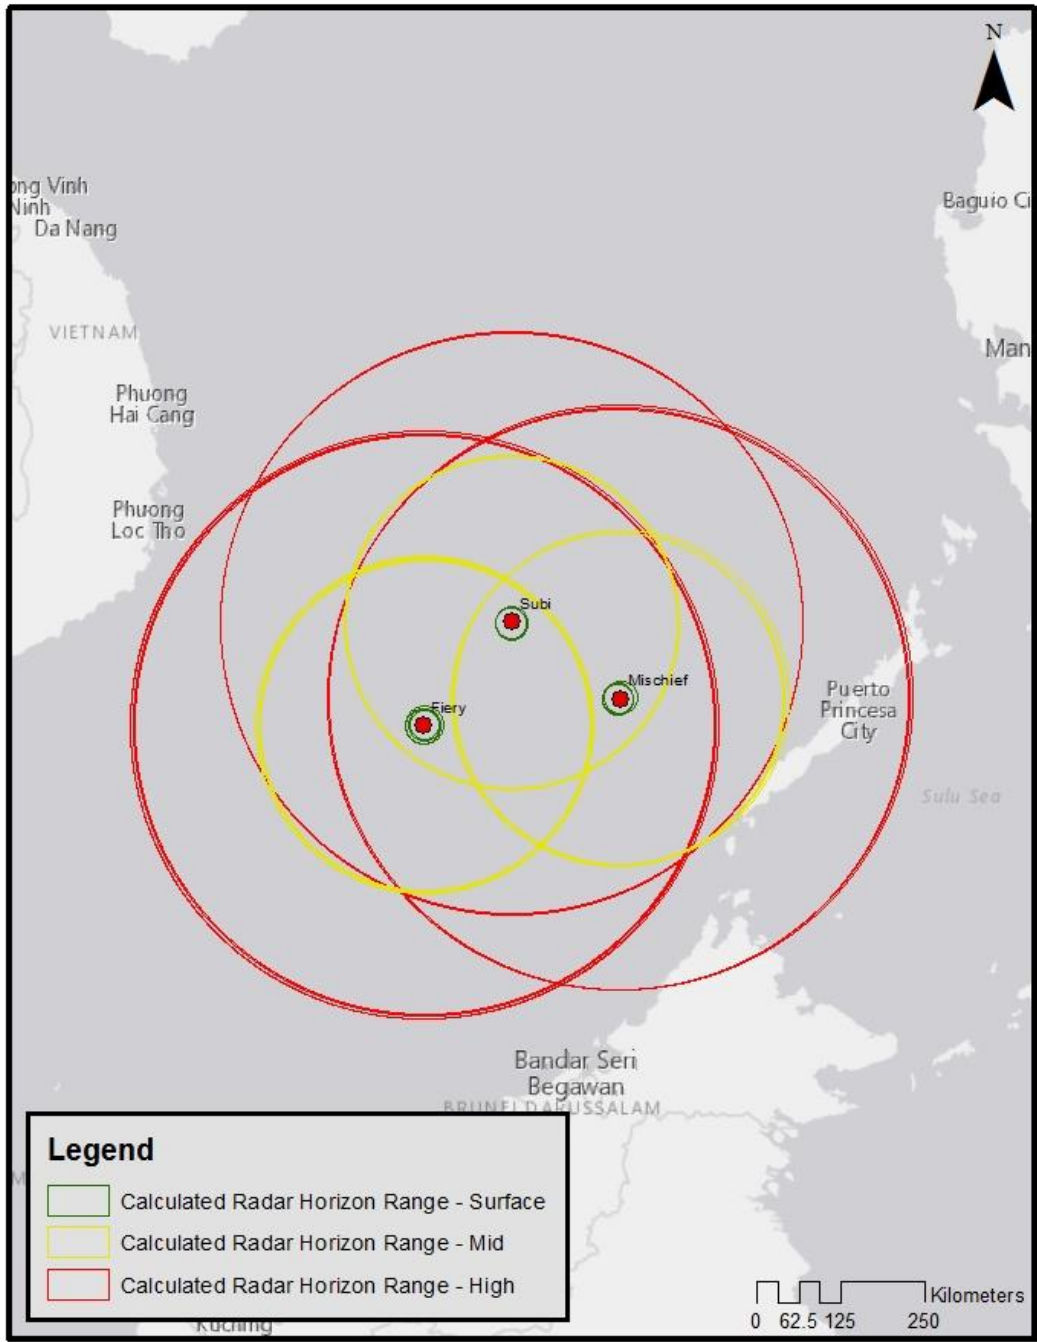 N
ong Vinh
Ninh
Da Nang
Baguio Ci
VIETNAM
Man
Phuong
Hai Cang
Phuong
Loc Tho
Subi
Mischief
Fiery
Puerto
Princesa
City
Sulu Sea
Bandar Seri
Begawan
BRUNEI DARUSSALAM
Legend
M
Calculated Radar Horizon Range - Surface
Calculated Radar Horizon Range - Mid
Calculated Radar Horizon Range - High
Kilometers
0 62.5 125 250
Kuching